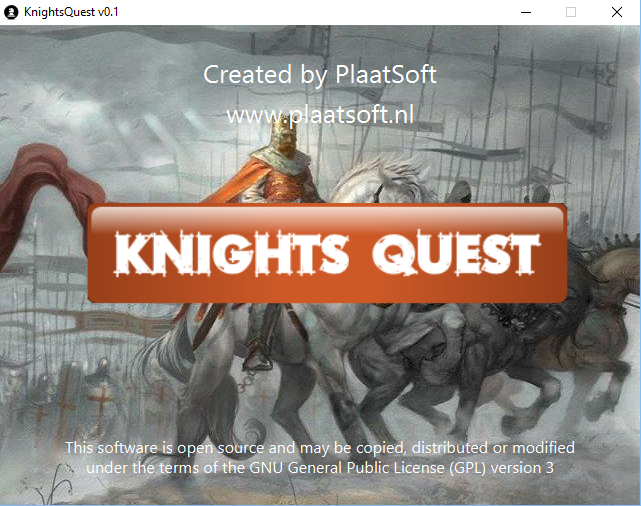 KnightsQuest v0.1
Created by PlaatSoft
www.plaatsoft.nl
KNIGHTS QUEST
This software is open source and may be copied, distributed or modified
under the terms of the GNU General Public License (GPL) version 3